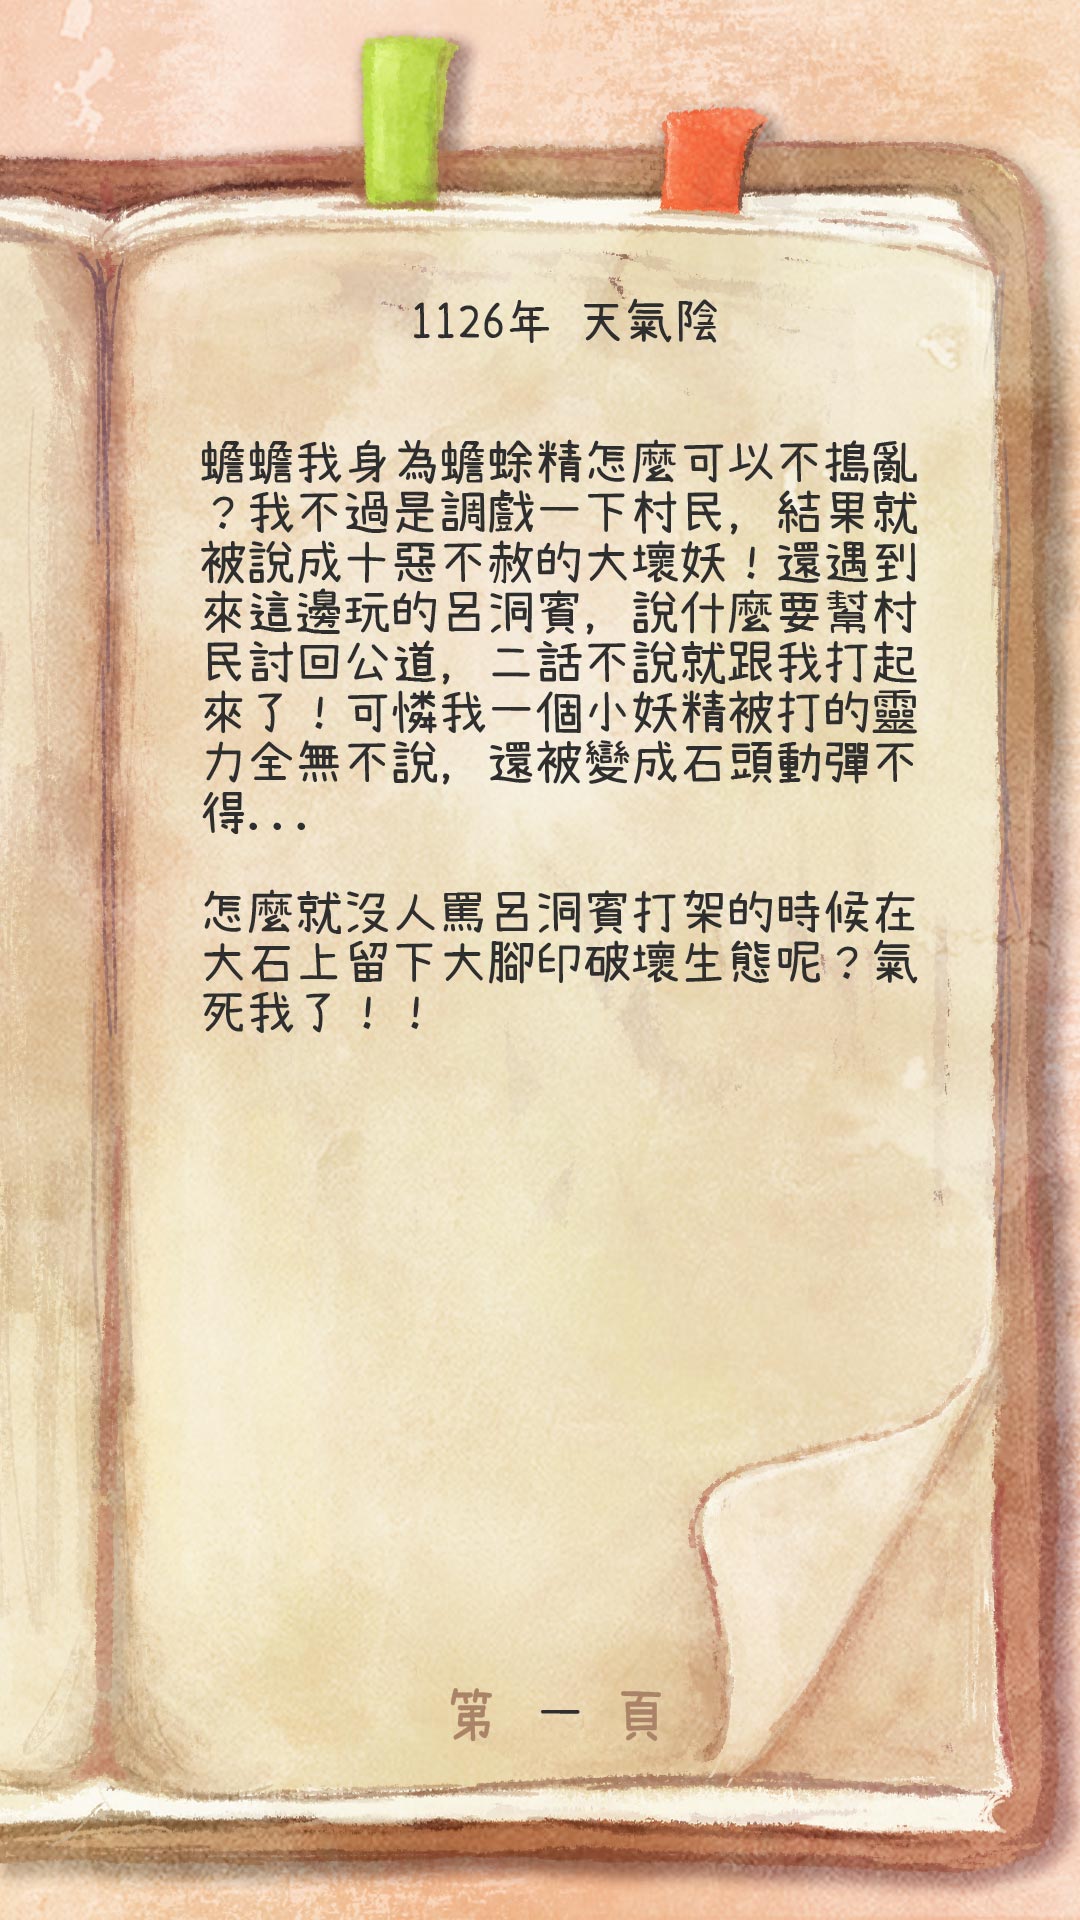 1126年 天氣陰
蟾蟾我身為蟾蜍精怎麼可以不搗亂
？我不過是調戲一下村民，結果就
被說成十惡不赦的大壞妖！還遇到
來這邊玩的呂洞賓，說什麼要幫村
民討回公道，二話不說就跟我打起
來了！可憐我一個小妖精被打的靈
力全無不說，還被變成石頭動彈不
得...
怎麼就沒人罵呂洞賓打架的時候在
大石上留下大腳印破壞生態呢？氣
死我了！！
第 一 頁